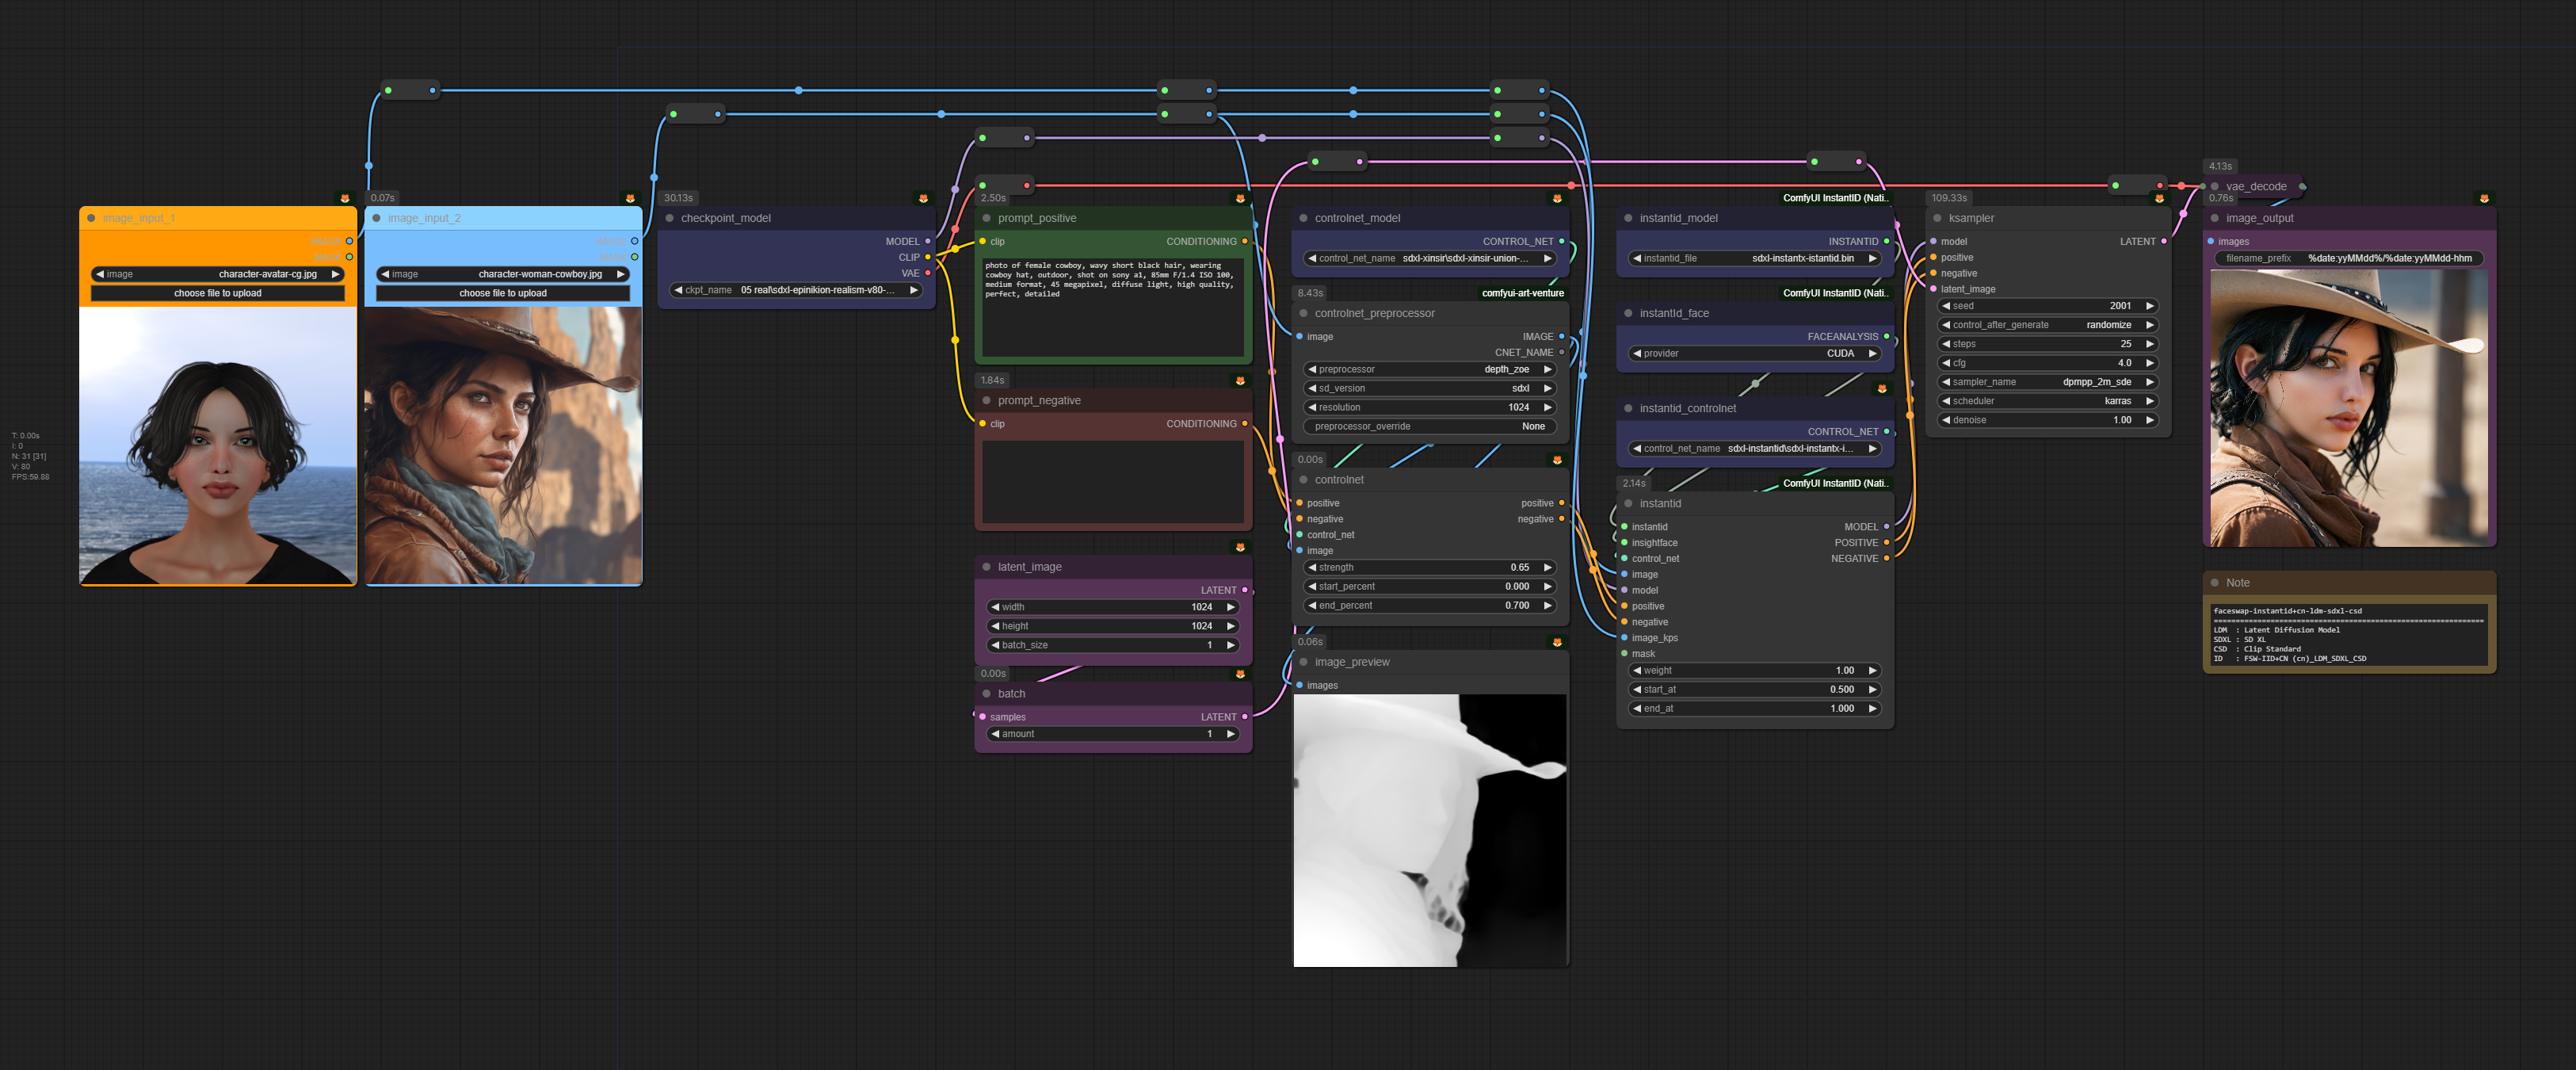 T: 0.00s
I: 0
N: 31 [31]
V: 80
FPS:59.88
image_input_1
IMAGE
MASK
image character-avatar-cg.jpg
choose file to upload
0.07s
image_input_2
IMAGE
MASK
image character-woman-cowboy.jpg
choose file to upload
30.13s
checkpoint_model
MODEL
CLIP
VAE
ckpt_name 05 real\sdxl-epinikion-realism-v80-...
2.50s
prompt_positive
clip CONDITIONING
photo of female cowboy, wavy short black hair, wearing
cowboy hat, outdoor, shot on sony a1, 85mm F/1.4 ISO 100,
medium format, 45 megapixel, diffuse light, high quality,
perfect, detailed
1.84s
prompt_negative
clip CONDITIONING
latent_image
LATENT
width 1024
height 1024
batch_size 1
0.00s
batch
samples LATENT
amount 1
controlnet_model
CONTROL_NET
control_net_name sdxl-xinsir\sdxl-xinsir-union-...
8.43s
comfyui-art-venture
controlnet_preprocessor
image IMAGE
CNET_NAME
preprocessor depth_zoe
sd_version sdxl
resolution 1024
preprocessor_override None
0.00s
controlnet
positive positive
negative negative
control_net
image
strength 0.65
start_percent 0.000
end_percent 0.700
0.06s
image_preview
images
ComfyUI InstantID (Nati..
instantid_model
INSTANTID
instantid_file sdxl-instantx-istantid.bin
ComfyUI InstantID (Nati..
instantId_face
FACEANALYSIS
provider CUDA
instantid_controlnet
CONTROL_NET
control_net_name sdxl-instantid\sdxl-instantx-i...
2.14s
ComfyUI InstantID (Nati..
instantid
instantid MODEL
insightface POSITIVE
control_net NEGATIVE
image
model
positive
negative
image_kps
mask
weight 1.00
start_at 0.500
end_at 1.000
109.33s
ksampler
model LATENT
positive
negative
latent_image
seed 2001
control_after_generate randomize
steps 25
cfg 4.0
sampler_name dpmpp_2m_sde
scheduler karras
denoise 1.00
4.13s
vae_decode
0.76s
image_output
images
filename_prefix %date:yyMMdd%/%date:yyMMdd-hhm
Note
faceswap-instantid+cn-ldm-sdxl-csd
LDM : Latent Diffusion Model
SDXL : SD XL
CSD : Clip Standard
ID : FSW-IID+CN (cn)_LDM_SDXL_CSD